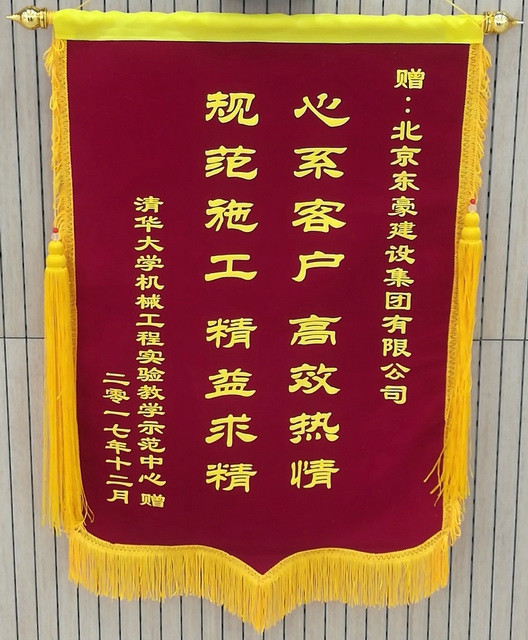 赠：北京东豪建设集团有限公司
心系客户 高效热情
规范施工 精益求精
清华大学机械工程实验教学示范中心 赠
二零一七年十二月